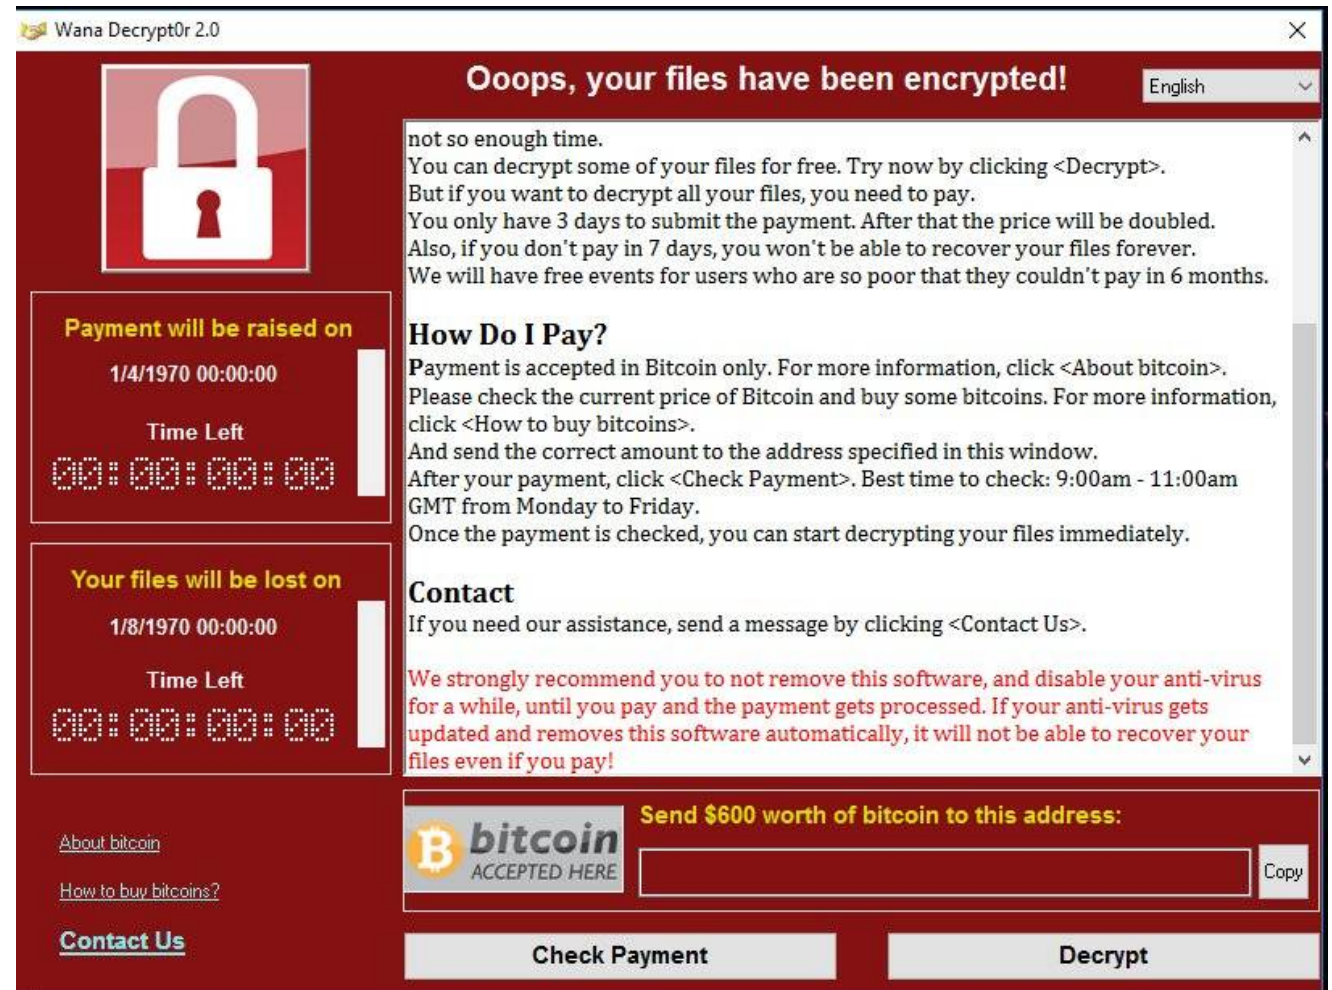 Wana Decrypt0r 2.0
Ooops, your files have been encrypted!
English
not so enough time.
You can decrypt some of your files for free. Try now by clicking <Decrypt>.
But if you want to decrypt all your files, you need to pay.
You only have 3 days to submit the payment. After that the price will be doubled.
Also, if you don't pay in 7 days, you won't be able to recover your files forever.
We will have free events for users who are so poor that they couldn't pay in 6 months.
How Do I Pay?
Payment is accepted in Bitcoin only. For more information, click <About bitcoin>.
Please check the current price of Bitcoin and buy some bitcoins. For more information,
click <How to buy bitcoins>.
And send the correct amount to the address specified in this window.
After your payment, click <Check Payment>. Best time to check: 9:00am - 11:00am
GMT from Monday to Friday.
Once the payment is checked, you can start decrypting your files immediately.
Contact
If you need our assistance, send a message by clicking <Contact Us>.
We strongly recommend you to not remove this software, and disable your anti-virus
for a while, until you pay and the payment gets processed. If your anti-virus gets
updated and removes this software automatically, it will not be able to recover your
files even if you pay!
Payment will be raised on
1/4/1970 00:00:00
Time Left
00:00:00:00
Your files will be lost on
1/8/1970 00:00:00
Time Left
00:00:00:00
About bitcoin
How to buy bitcoins?
Contact Us
bitcoin
ACCEPTED HERE
Send $600 worth of bitcoin to this address:
Copy
Check Payment
Decrypt